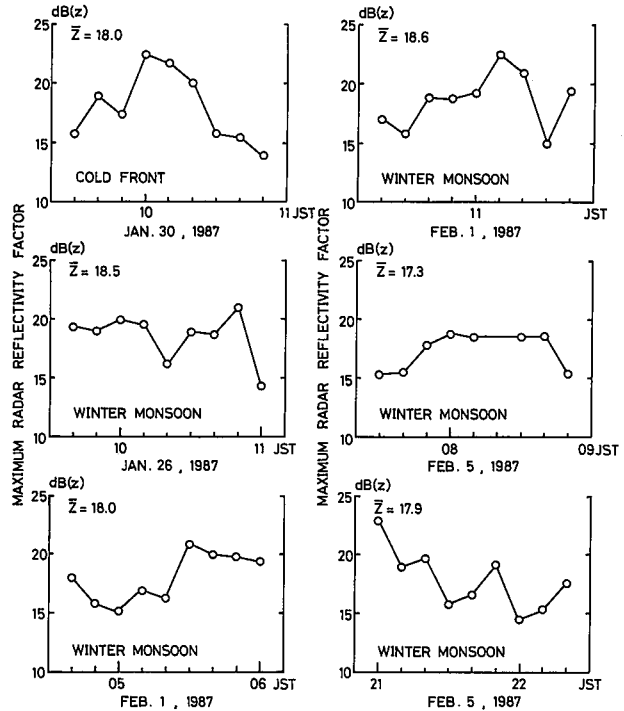 dB(z)
25
Z̅ = 18.0
20
15
COLD FRONT
10
10
11 JST
JAN. 30 , 1987
dB(z)
25
Z̅ = 18.6
20
15
WINTER MONSOON
10
11
JST
FEB. 1 , 1987
MAXIMUM RADAR REFLECTIVITY FACTOR
dB(z)
25
Z̅ = 18.5
20
15
WINTER MONSOON
10
10
11 JST
JAN. 26 , 1987
MAXIMUM RADAR REFLECTIVITY FACTOR
dB(z)
25
Z̅ = 17.3
20
15
WINTER MONSOON
10
08
09 JST
FEB. 5 , 1987
dB(z)
25
Z̅ = 18.0
20
15
WINTER MONSOON
10
05
06 JST
FEB. 1 , 1987
dB(z)
25
Z̅ = 17.9
20
15
WINTER MONSOON
10
21
22
JST
FEB. 5 , 1987